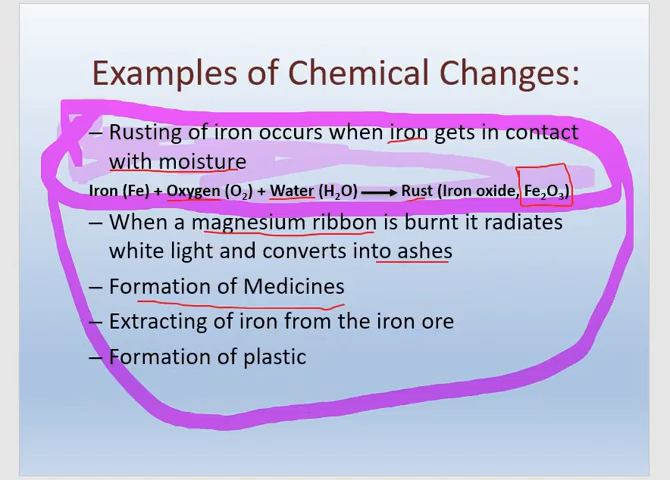 Examples of Chemical Changes:
– Rusting of iron occurs when iron gets in contact
with moisture
Iron (Fe) + Oxygen (O₂) + Water (H₂O) ⟶ Rust (Iron oxide, Fe₂O₃)
– When a magnesium ribbon is burnt it radiates
white light and converts into ashes
– Formation of Medicines
– Extracting of iron from the iron ore
– Formation of plastic